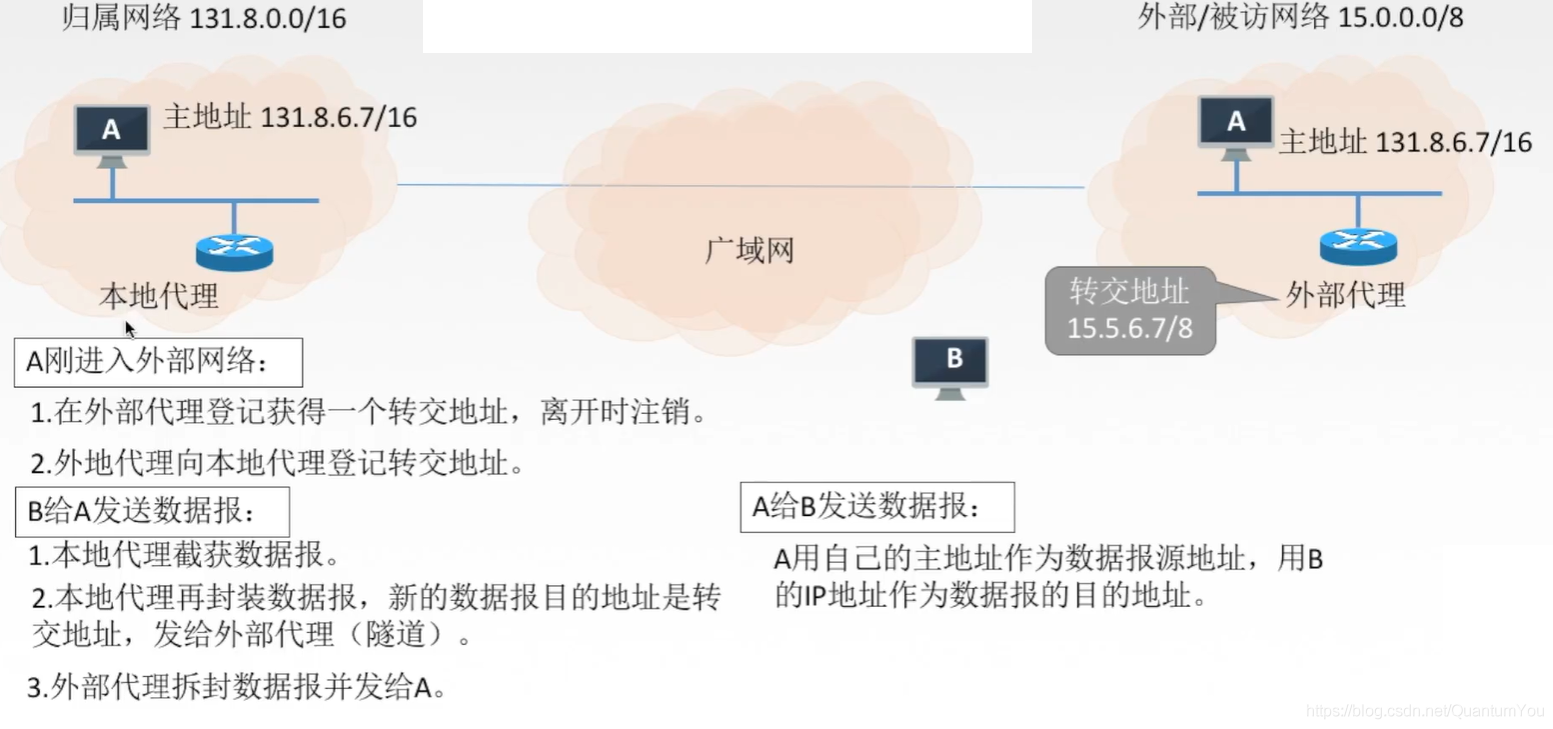 归属网络 131.8.0.0/16
外部/被访网络 15.0.0.0/8
A
主地址 131.8.6.7/16
A
主地址 131.8.6.7/16
广域网
本地代理
转交地址
15.5.6.7/8
外部代理
B
A刚进入外部网络：
1.在外部代理登记获得一个转交地址，离开时注销。
2.外地代理向本地代理登记转交地址。
B给A发送数据报：
1.本地代理截获数据报。
2.本地代理再封装数据报，新的数据报目的地址是转
交地址，发给外部代理（隧道）。
3.外部代理拆封数据报并发给A。
A给B发送数据报：
A用自己的主地址作为数据报源地址，用B
的IP地址作为数据报的目的地址。
https://blog.csdn.net/QuantumYou